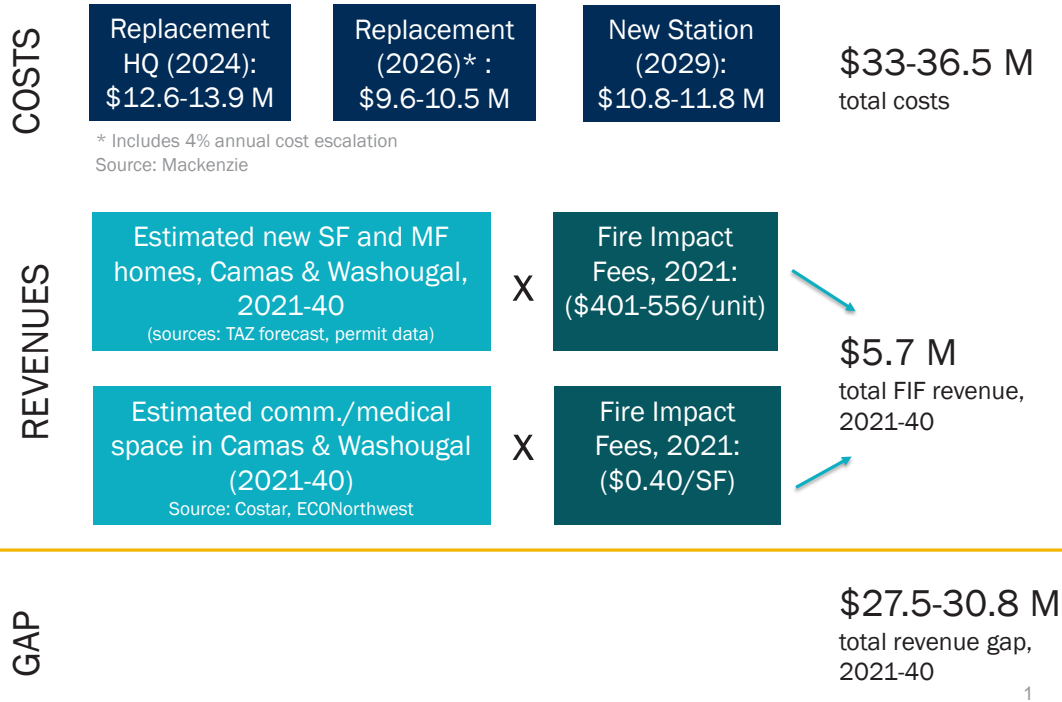 COSTS
Replacement
HQ (2024):
$12.6-13.9 M
Replacement
(2026)* :
$9.6-10.5 M
New Station
(2029):
$10.8-11.8 M
$33-36.5 M
total costs
* Includes 4% annual cost escalation
Source: Mackenzie
REVENUES
Estimated new SF and MF
homes, Camas & Washougal,
2021-40
(sources: TAZ forecast, permit data)
X
Fire Impact
Fees, 2021:
($401-556/unit)
Estimated comm./medical
space in Camas & Washougal
(2021-40)
Source: Costar, ECONorthwest
X
Fire Impact
Fees, 2021:
($0.40/SF)
$5.7 M
total FIF revenue,
2021-40
GAP
$27.5-30.8 M
total revenue gap,
2021-40
1